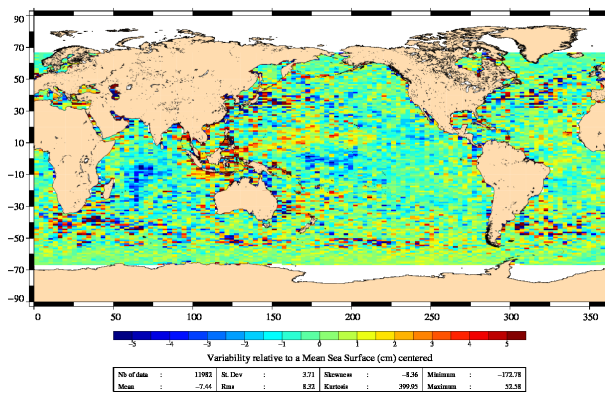 90
70
50
30
10
−10
−30
−50
−70
−90
0 50 100 150 200 250 300 350
−5 −4 −3 −2 −1 0 1 2 3 4 5
Variability relative to a Mean Sea Surface (cm) centered
Nb of data : 11982 St. Dev : 3.71 Skewness : −8.36 Minimum : −172.78
Mean : −7.44 Rms : 8.32 Kurtosis : 399.95 Maximum : 52.58